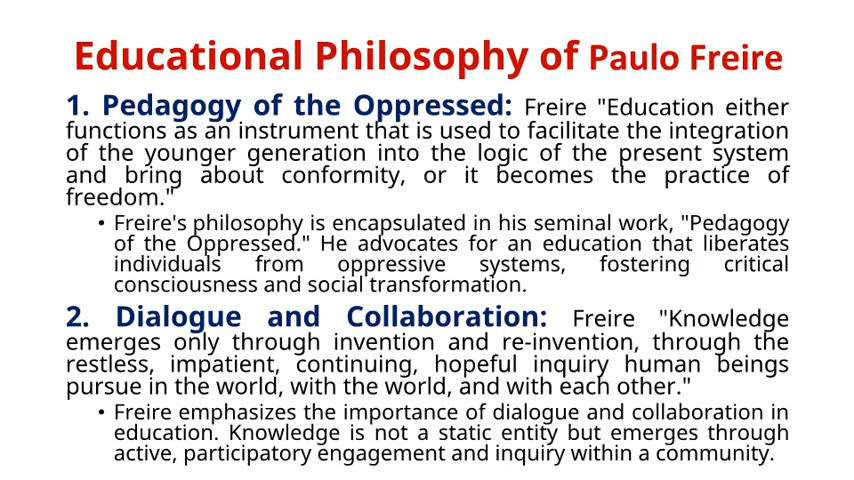 Educational Philosophy of Paulo Freire
1. Pedagogy of the Oppressed: Freire "Education either
functions as an instrument that is used to facilitate the integration
of the younger generation into the logic of the present system
and bring about conformity, or it becomes the practice of
freedom."
• Freire's philosophy is encapsulated in his seminal work, "Pedagogy
of the Oppressed." He advocates for an education that liberates
individuals from oppressive systems, fostering critical
consciousness and social transformation.
2. Dialogue and Collaboration: Freire "Knowledge
emerges only through invention and re-invention, through the
restless, impatient, continuing, hopeful inquiry human beings
pursue in the world, with the world, and with each other."
• Freire emphasizes the importance of dialogue and collaboration in
education. Knowledge is not a static entity but emerges through
active, participatory engagement and inquiry within a community.